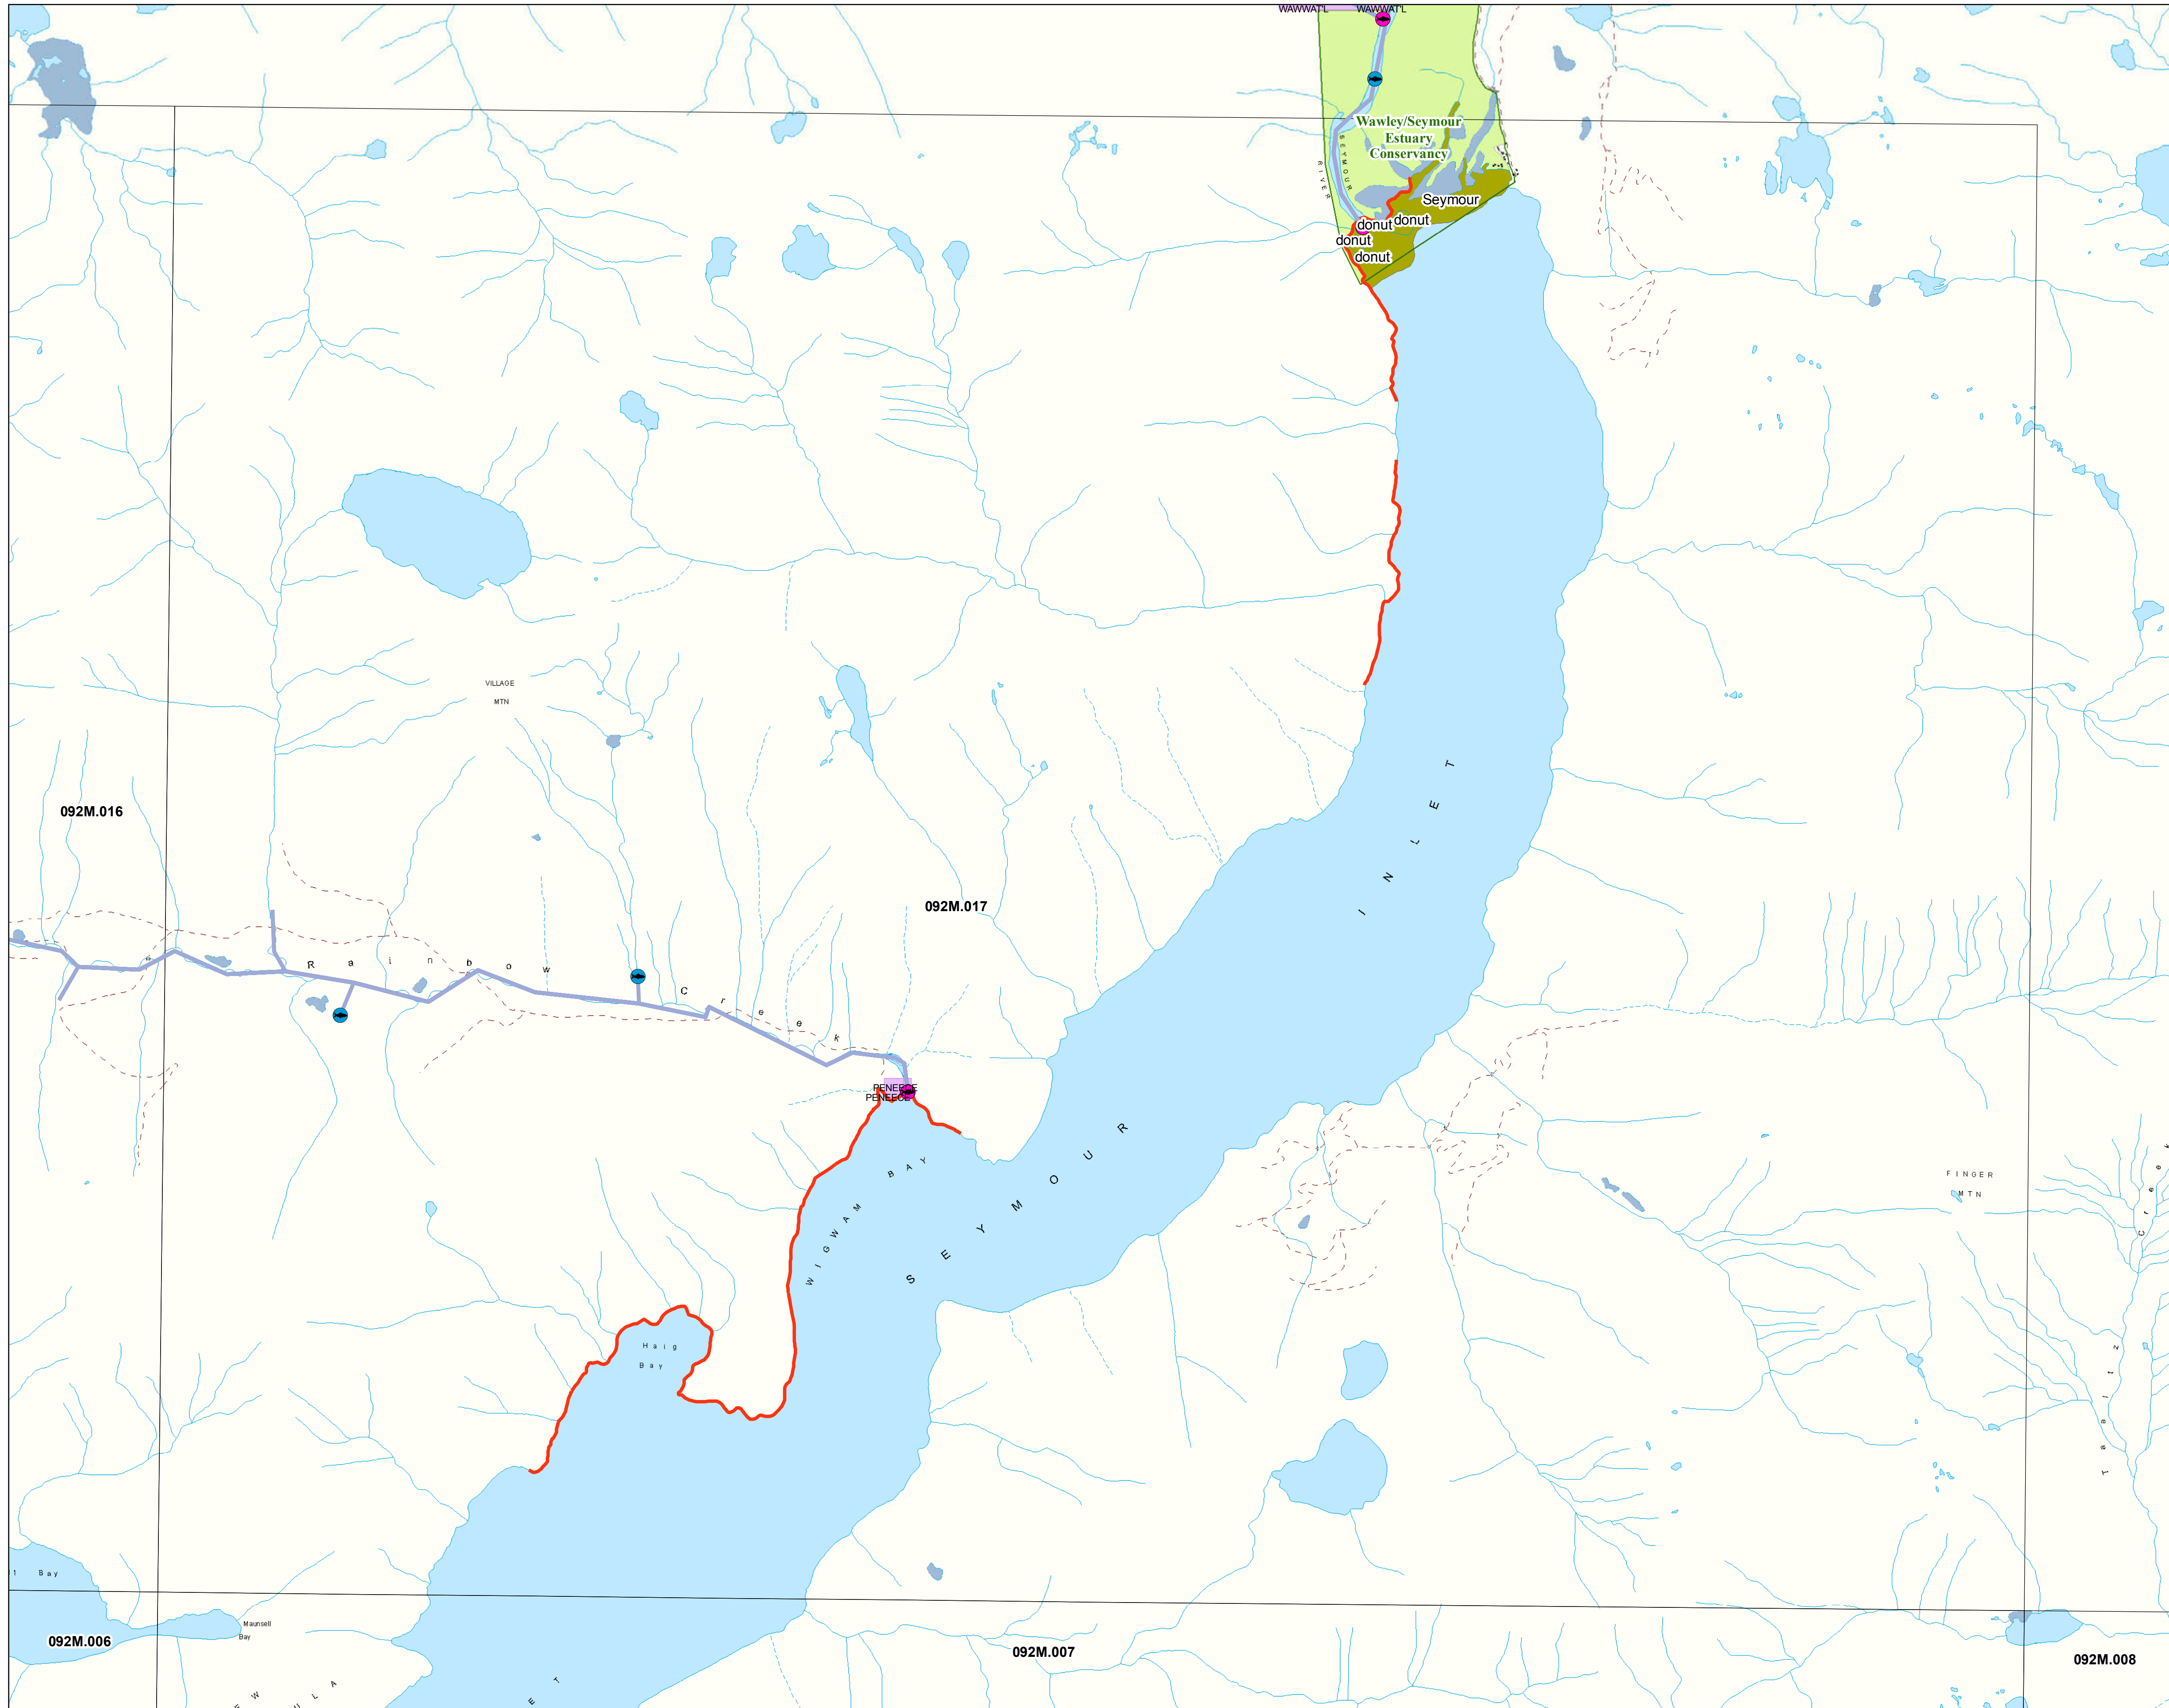 WAWWAT'L
WAWWAT'L
Wawley/Seymour
Estuary
Conservancy
SEYMOUR
RIVER
Seymour
donut
donut
donut
donut
VILLAGE
MTN
INLET
092M.016
092M.017
Rainbow
Creek
PENEECE
PENEECE
WIGWAM BAY
SEYMOUR
FINGER
MTN
Creek
Taaltz
Haig
Bay
Bay
Maunsell
Bay
092M.006
092M.007
092M.008